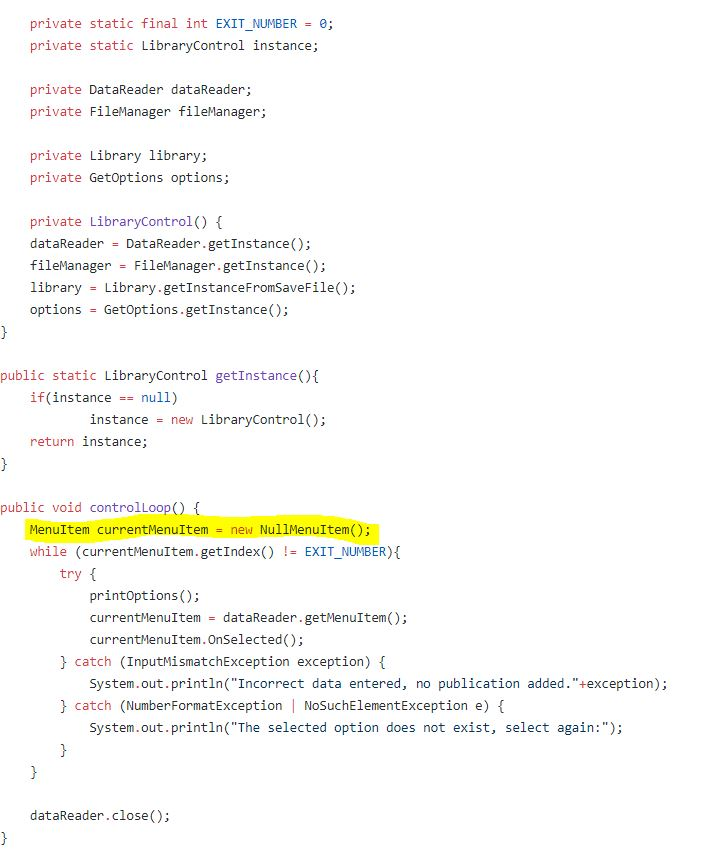 private static final int EXIT_NUMBER = 0;
private static LibraryControl instance;
private DataReader dataReader;
private FileManager fileManager;
private Library library;
private GetOptions options;
private LibraryControl() {
dataReader = DataReader.getInstance();
fileManager = FileManager.getInstance();
library = Library.getInstanceFromSaveFile();
options = GetOptions.getInstance();
}
public static LibraryControl getInstance(){
if(instance == null)
instance = new LibraryControl();
return instance;
}
public void controlLoop() {
MenuItem currentMenuItem = new NullMenuItem();
while (currentMenuItem.getIndex() != EXIT_NUMBER){
try {
printOptions();
currentMenuItem = dataReader.getMenuItem();
currentMenuItem.OnSelected();
} catch (InputMismatchException exception) {
System.out.println("Incorrect data entered, no publication added."+exception);
} catch (NumberFormatException | NoSuchElementException e) {
System.out.println("The selected option does not exist, select again:");
}
}
dataReader.close();
}